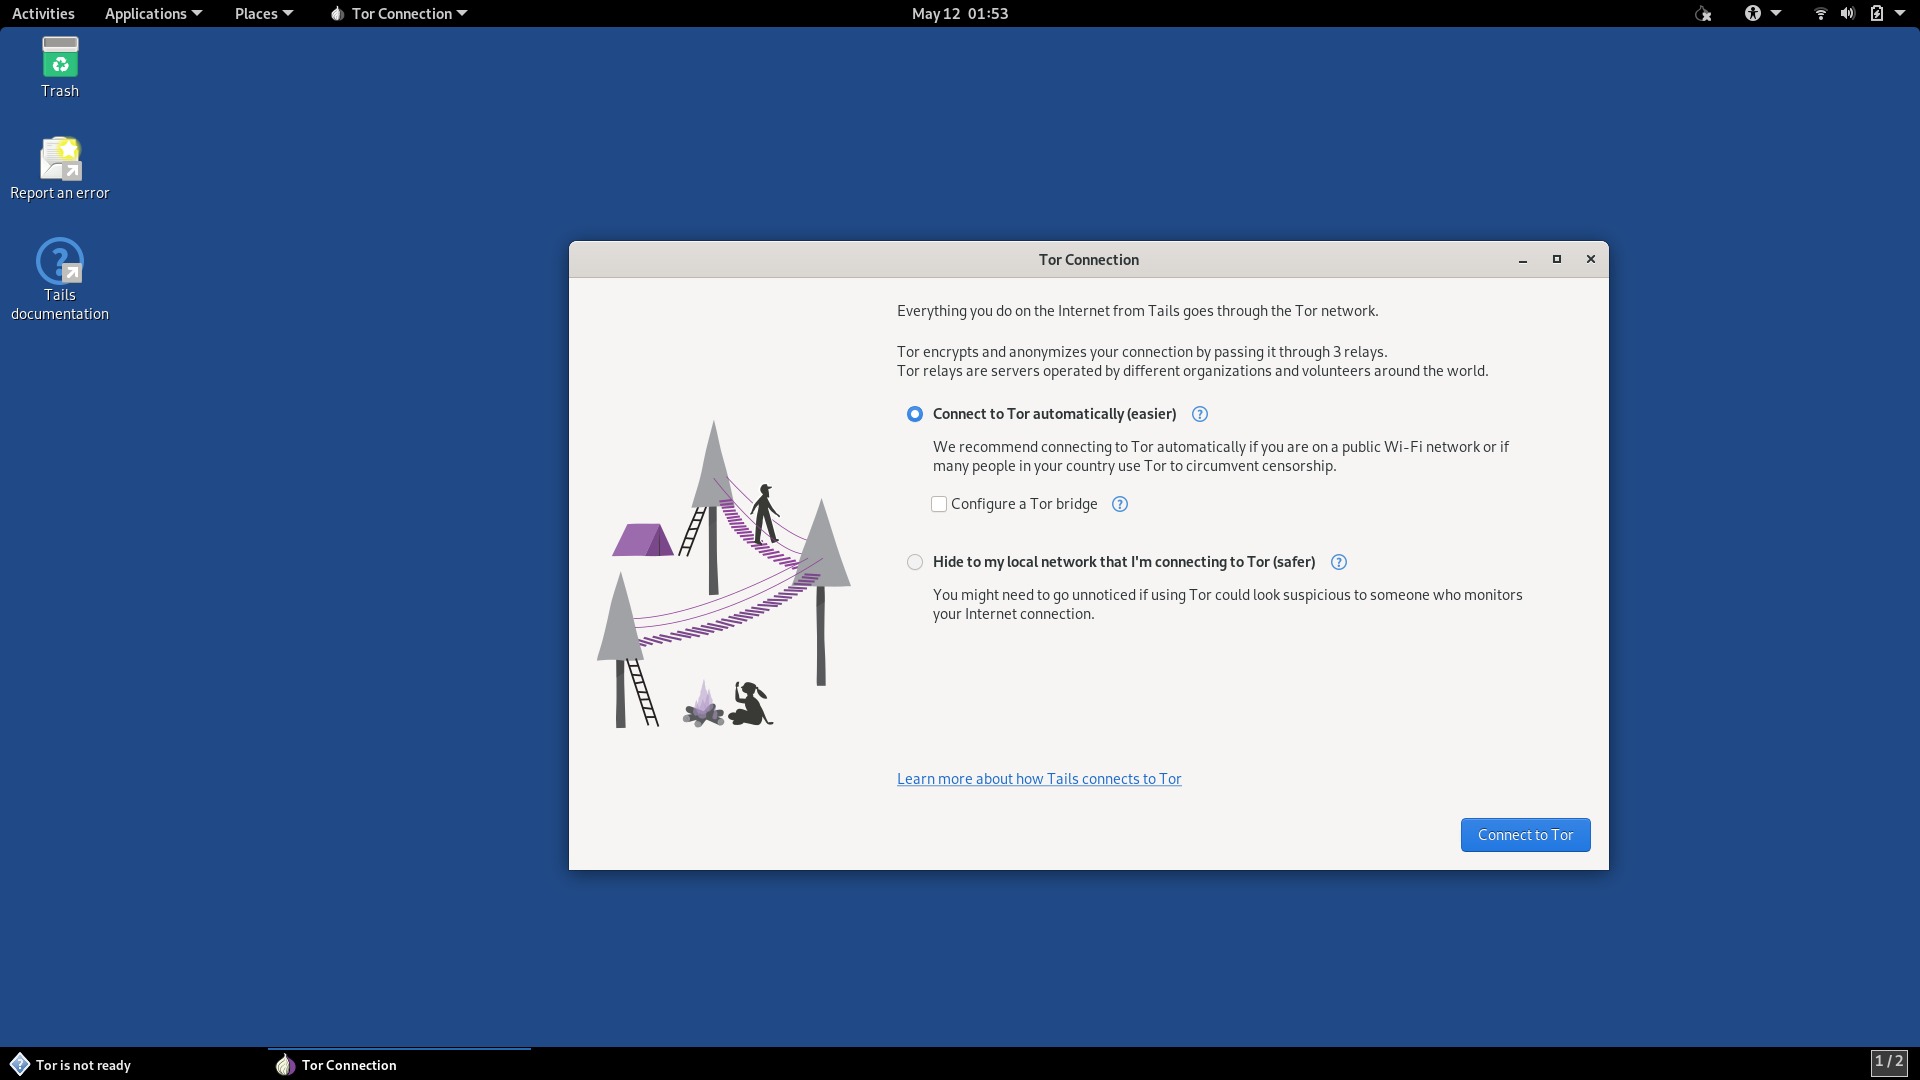 Activities
Applications
Places
Tor Connection
May 12 01:53
Trash
Report an error
Tails
documentation
Tor Connection
Everything you do on the Internet from Tails goes through the Tor network.
Tor encrypts and anonymizes your connection by passing it through 3 relays.
Tor relays are servers operated by different organizations and volunteers around the world.
Connect to Tor automatically (easier)
We recommend connecting to Tor automatically if you are on a public Wi-Fi network or if
many people in your country use Tor to circumvent censorship.
Configure a Tor bridge
Hide to my local network that I'm connecting to Tor (safer)
You might need to go unnoticed if using Tor could look suspicious to someone who monitors
your Internet connection.
Learn more about how Tails connects to Tor
Connect to Tor
Tor is not ready
Tor Connection
1 / 2